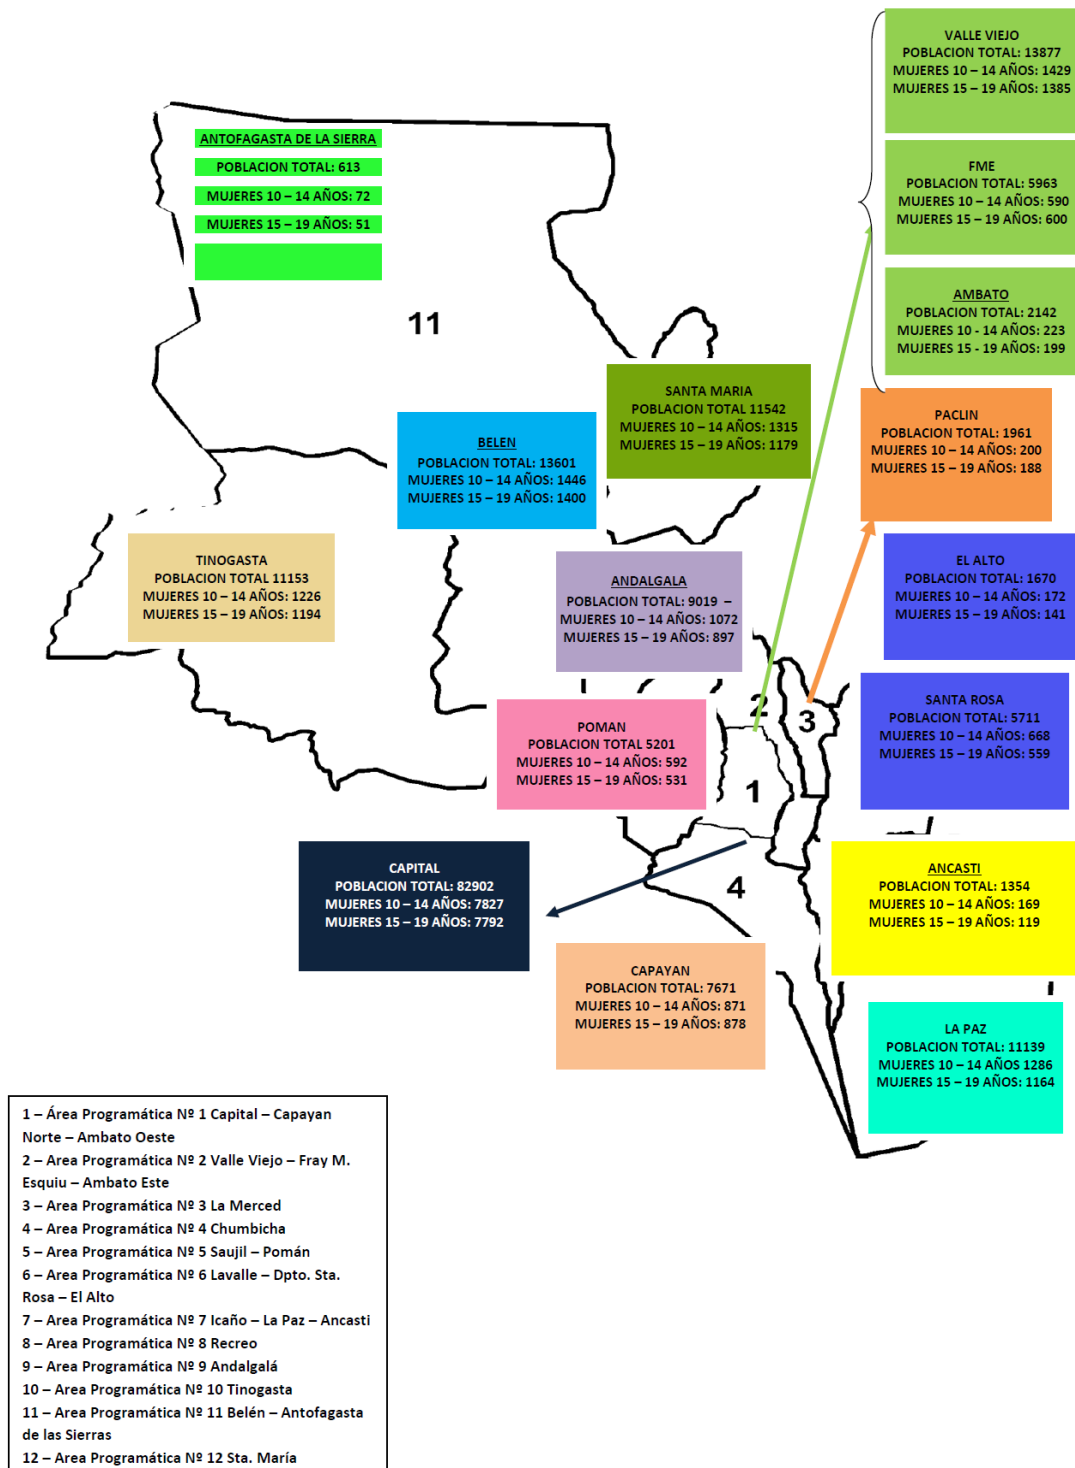 VALLE VIEJO
POBLACION TOTAL: 13877
MUJERES 10 – 14 AÑOS: 1429
MUJERES 15 – 19 AÑOS: 1385
FME
POBLACION TOTAL: 5963
MUJERES 10 – 14 AÑOS: 590
MUJERES 15 – 19 AÑOS: 600
AMBATO
POBLACION TOTAL: 2142
MUJERES 10 - 14 AÑOS: 223
MUJERES 15 - 19 AÑOS: 199
ANTOFAGASTA DE LA SIERRA
POBLACION TOTAL: 613
MUJERES 10 – 14 AÑOS: 72
MUJERES 15 – 19 AÑOS: 51
11
SANTA MARIA
POBLACION TOTAL 11542
MUJERES 10 – 14 AÑOS: 1315
MUJERES 15 – 19 AÑOS: 1179
BELEN
POBLACION TOTAL: 13601
MUJERES 10 – 14 AÑOS: 1446
MUJERES 15 – 19 AÑOS: 1400
PACLIN
POBLACION TOTAL: 1961
MUJERES 10 – 14 AÑOS: 200
MUJERES 15 – 19 AÑOS: 188
TINOGASTA
POBLACION TOTAL 11153
MUJERES 10 – 14 AÑOS: 1226
MUJERES 15 – 19 AÑOS: 1194
ANDALGALA
POBLACION TOTAL: 9019 –
MUJERES 10 – 14 AÑOS: 1072
MUJERES 15 – 19 AÑOS: 897
EL ALTO
POBLACION TOTAL: 1670
MUJERES 10 – 14 AÑOS: 172
MUJERES 15 – 19 AÑOS: 141
2
3
SANTA ROSA
POBLACION TOTAL: 5711
MUJERES 10 – 14 AÑOS: 668
MUJERES 15 – 19 AÑOS: 559
POMAN
POBLACION TOTAL 5201
MUJERES 10 – 14 AÑOS: 592
MUJERES 15 – 19 AÑOS: 531
1
CAPITAL
POBLACION TOTAL: 82902
MUJERES 10 – 14 AÑOS: 7827
MUJERES 15 – 19 AÑOS: 7792
4
ANCASTI
POBLACION TOTAL: 1354
MUJERES 10 – 14 AÑOS: 169
MUJERES 15 – 19 AÑOS: 119
CAPAYAN
POBLACION TOTAL: 7671
MUJERES 10 – 14 AÑOS: 871
MUJERES 15 – 19 AÑOS: 878
LA PAZ
POBLACION TOTAL: 11139
MUJERES 10 – 14 AÑOS 1286
MUJERES 15 – 19 AÑOS: 1164
1 – Área Programática Nº 1 Capital – Capayan
Norte – Ambato Oeste
2 – Area Programática Nº 2 Valle Viejo – Fray M.
Esquiu – Ambato Este
3 – Area Programática Nº 3 La Merced
4 – Area Programática Nº 4 Chumbicha
5 – Area Programática Nº 5 Saujil – Pomán
6 – Area Programática Nº 6 Lavalle – Dpto. Sta.
Rosa – El Alto
7 – Area Programática Nº 7 Icaño – La Paz – Ancasti
8 – Area Programática Nº 8 Recreo
9 – Area Programática Nº 9 Andalgalá
10 – Area Programática Nº 10 Tinogasta
11 – Area Programática Nº 11 Belén – Antofagasta
de las Sierras
12 – Area Programática Nº 12 Sta. María